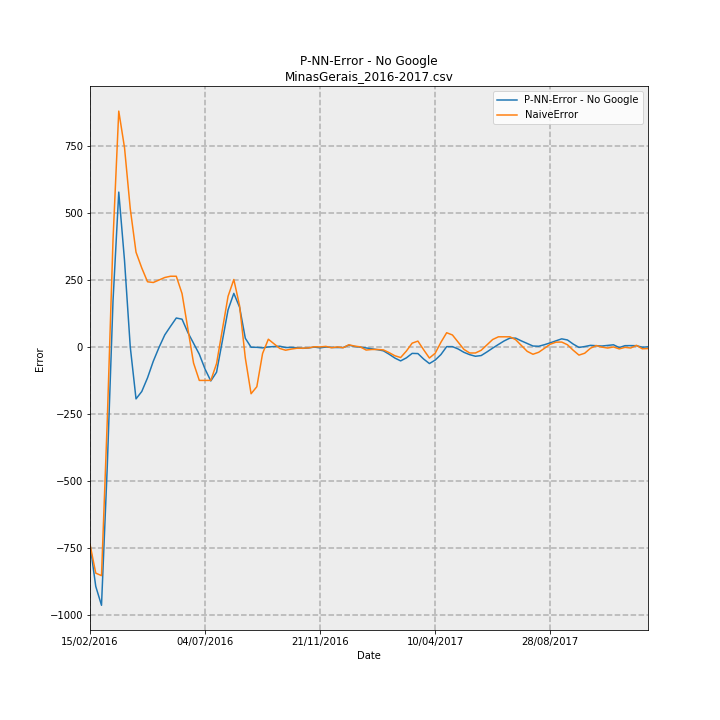 P-NN-Error - No Google
MinasGerais_2016-2017.csv
P-NN-Error - No Google
NaiveError
750
500
250
0
−250
−500
−750
−1000
Error
15/02/2016
04/07/2016
21/11/2016
10/04/2017
28/08/2017
Date